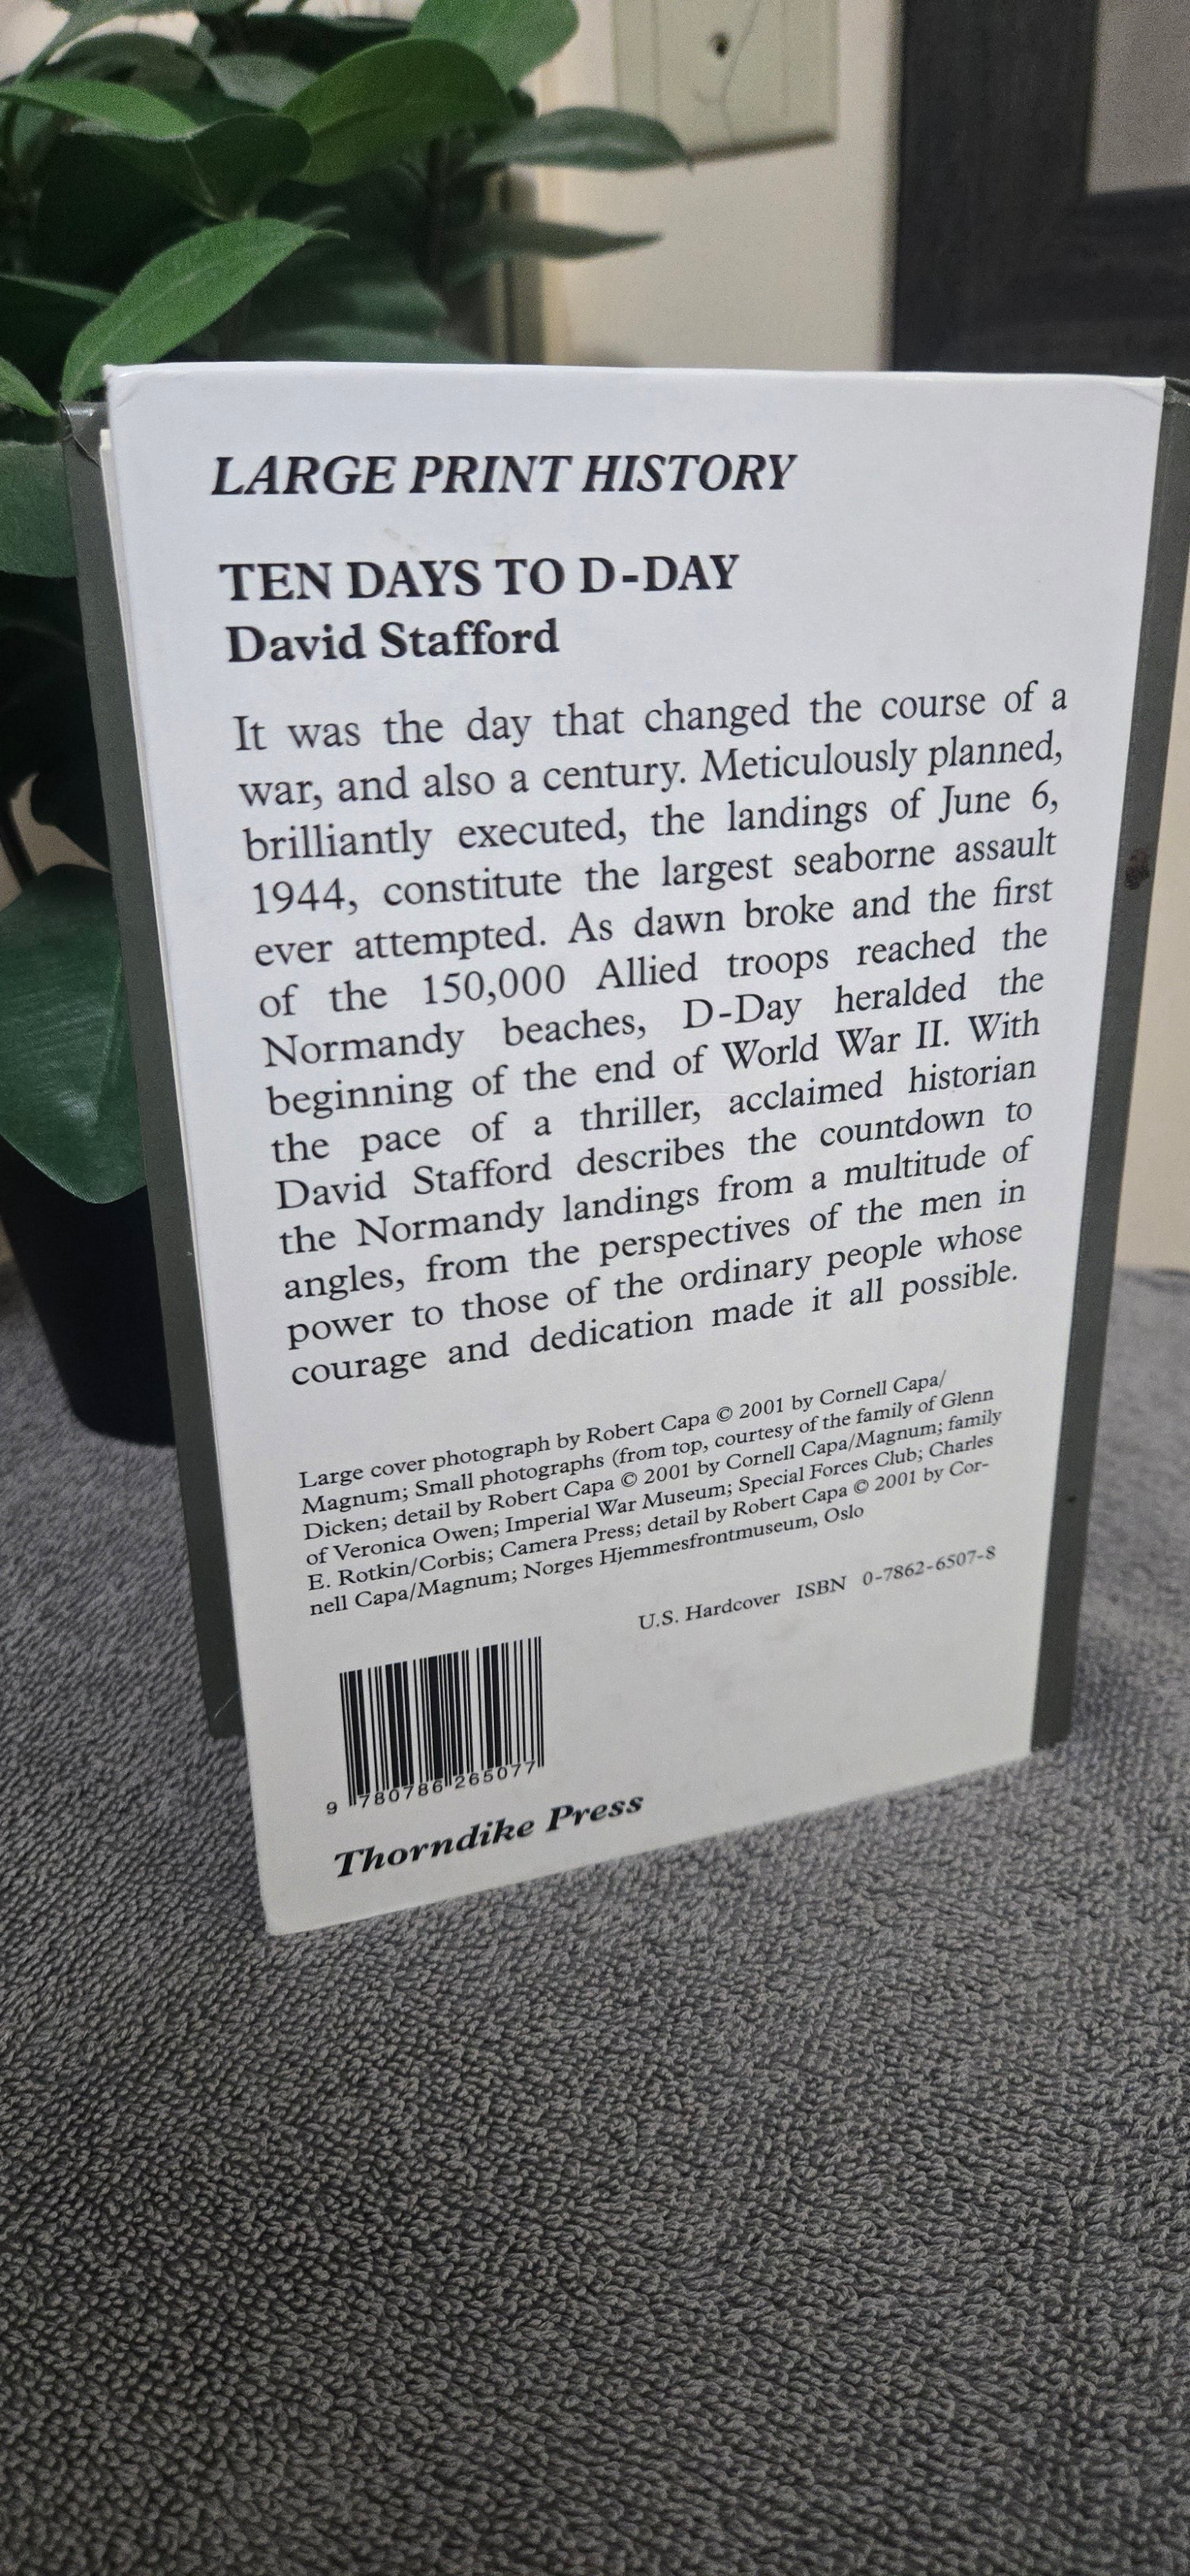 LARGE PRINT HISTORY
TEN DAYS TO D-DAY
David Stafford
It was the day that changed the course of a
war, and also a century. Meticulously planned,
brilliantly executed, the landings of June 6,
1944, constitute the largest seaborne assault
ever attempted. As dawn broke and the first
of the 150,000 Allied troops reached the
Normandy beaches, D-Day heralded the
beginning of the end of World War II. With
the pace of a thriller, acclaimed historian
David Stafford describes the countdown to
the Normandy landings from a multitude of
angles, from the perspectives of the men in
power to those of the ordinary people whose
courage and dedication made it all possible.
Large cover photograph by Robert Capa © 2001 by Cornell Capa/
Magnum; Small photographs (from top, courtesy of the family of Glenn
Dicken; detail by Robert Capa © 2001 by Cornell Capa/Magnum; family
of Veronica Owen; Imperial War Museum; Special Forces Club; Charles
E. Rotkin/Corbis; Camera Press; detail by Robert Capa © 2001 by Cor-
nell Capa/Magnum; Norges Hjemmesfrontmuseum, Oslo
U.S. Hardcover ISBN 0-7862-6507-8
9 780786 265077
Thorndike Press